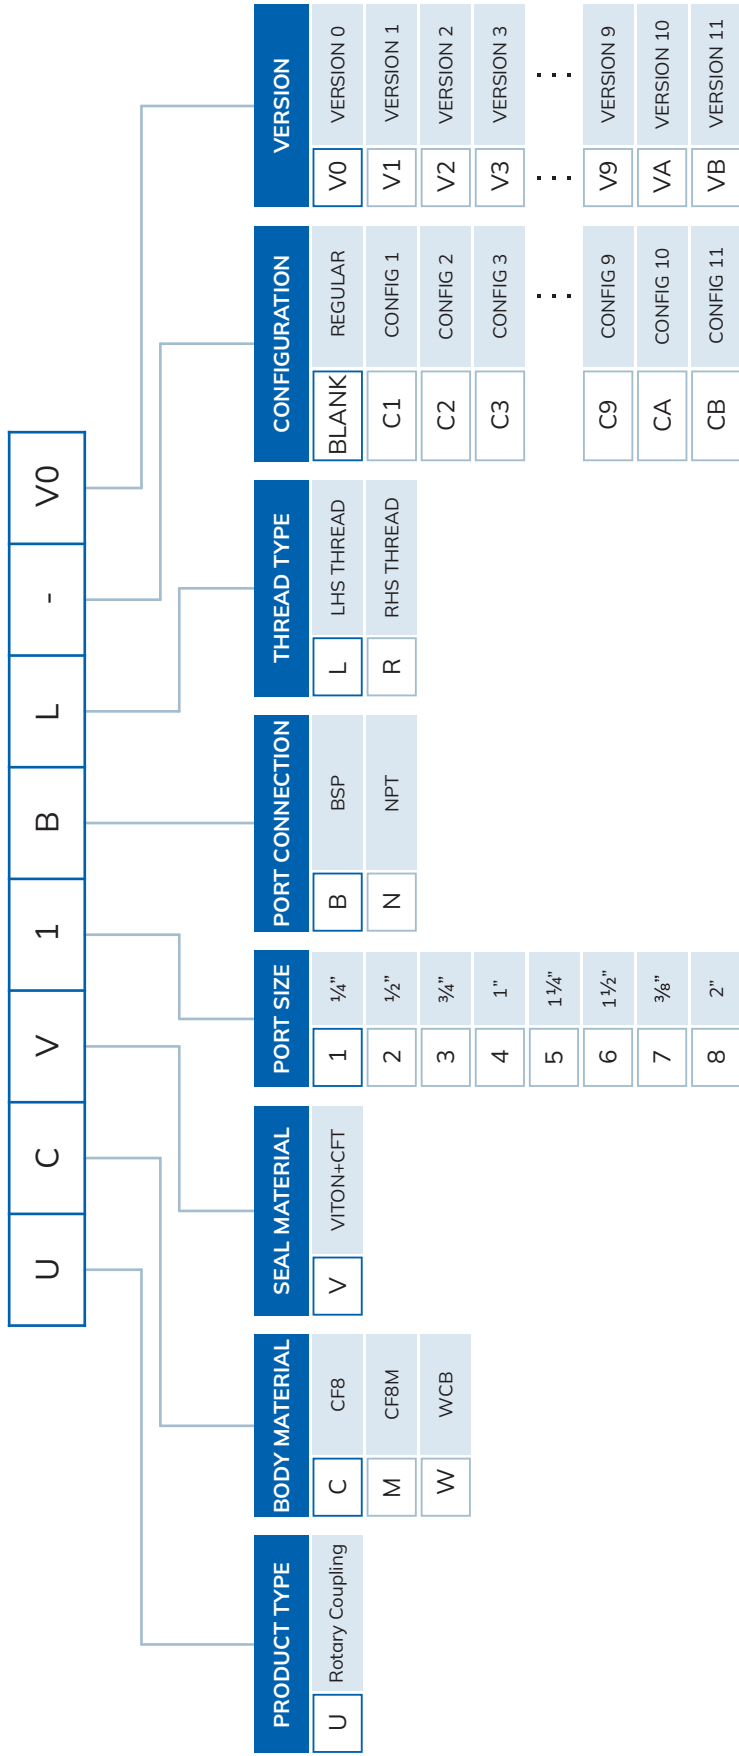 U C V 1 B L - V0
PRODUCT TYPE
U Rotary Coupling
BODY MATERIAL
C CF8
M CF8M
W WCB
SEAL MATERIAL
V VITON+CFT
PORT SIZE
1 ¼"
2 ½"
3 ¾"
4 1"
5 1¼"
6 1½"
7 ⅜"
8 2"
PORT CONNECTION
B BSP
N NPT
THREAD TYPE
L LHS THREAD
R RHS THREAD
CONFIGURATION
BLANK REGULAR
C1 CONFIG 1
C2 CONFIG 2
C3 CONFIG 3
...
C9 CONFIG 9
CA CONFIG 10
CB CONFIG 11
VERSION
V0 VERSION 0
V1 VERSION 1
V2 VERSION 2
V3 VERSION 3
... ...
V9 VERSION 9
VA VERSION 10
VB VERSION 11